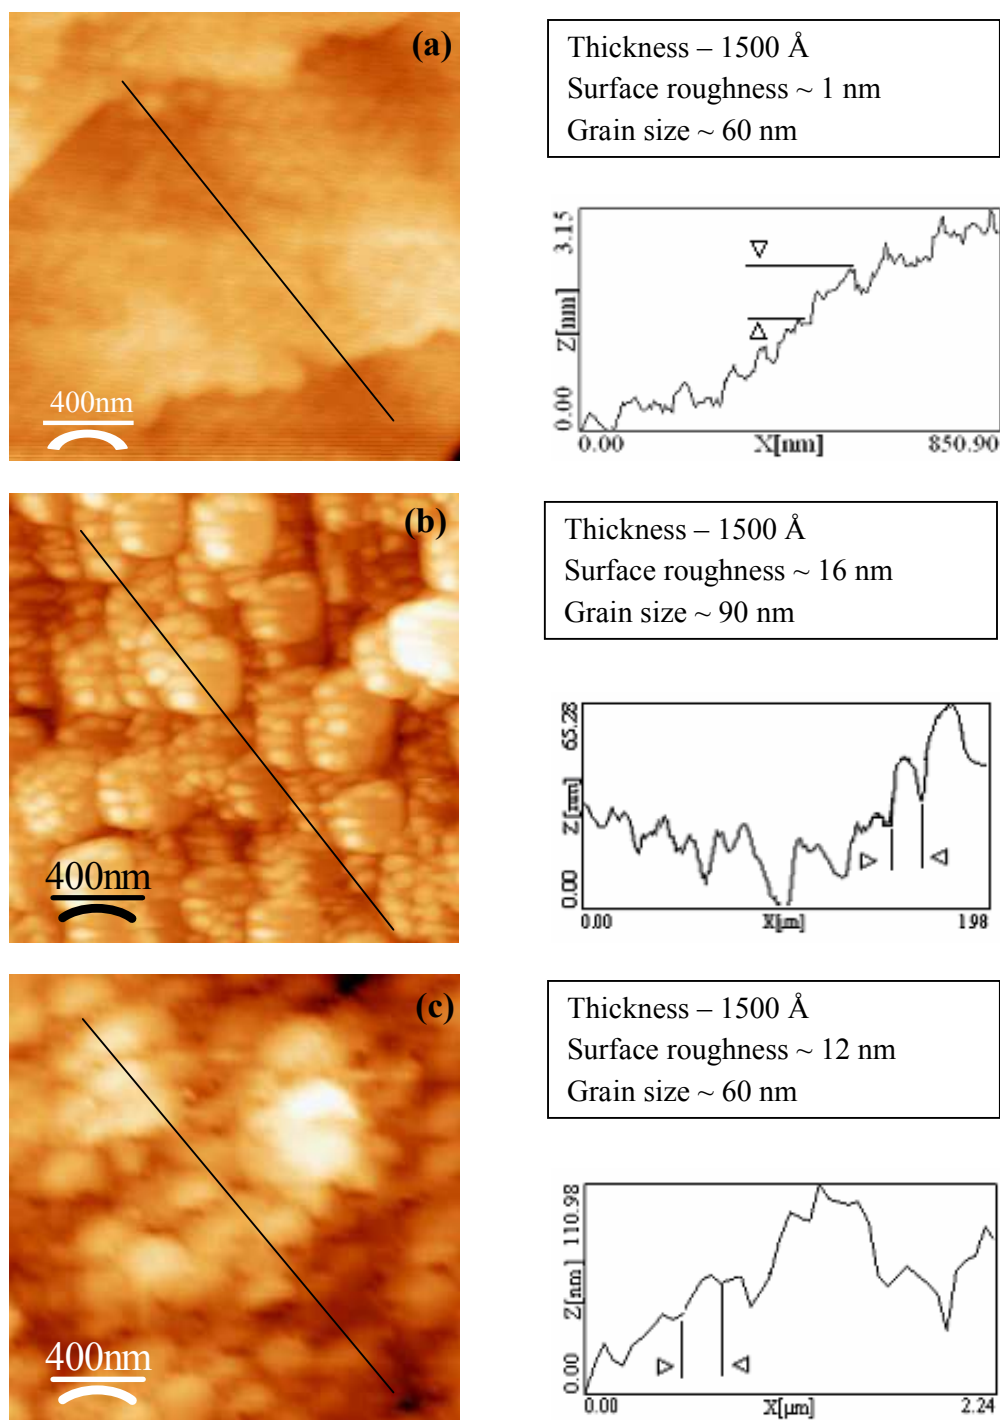 (a)
400nm
Thickness – 1500 Å
Surface roughness ~ 1 nm
Grain size ~ 60 nm
3.15
Z[nm]
0.00
0.00 X[nm] 850.90
(b)
400nm
Thickness – 1500 Å
Surface roughness ~ 16 nm
Grain size ~ 90 nm
65.28
Z[nm]
0.00
0.00 X[µm] 1.98
(c)
400nm
Thickness – 1500 Å
Surface roughness ~ 12 nm
Grain size ~ 60 nm
110.98
Z[nm]
0.00
0.00 X[µm] 2.24